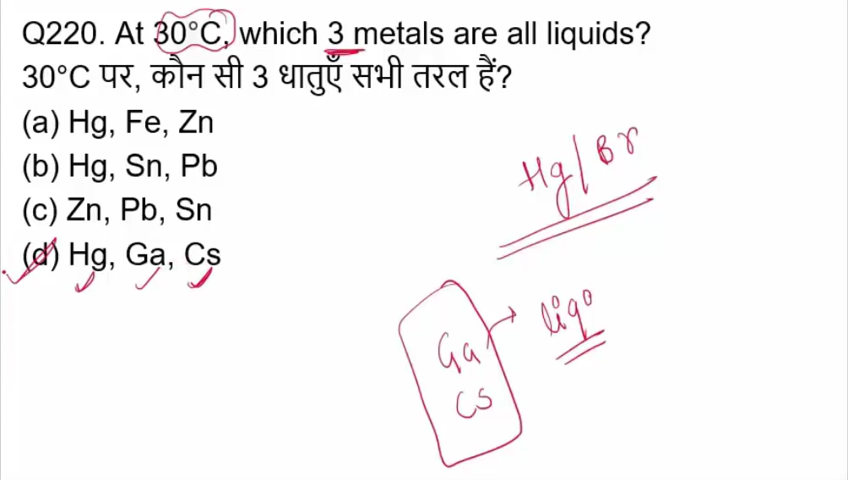 Q220. At 30°C, which 3 metals are all liquids?
30°C पर, कौन सी 3 धातुएँ सभी तरल हैं?
(a) Hg, Fe, Zn
(b) Hg, Sn, Pb
(c) Zn, Pb, Sn
(d) Hg, Ga, Cs
Hg/Br
Ga
Cs
liqº